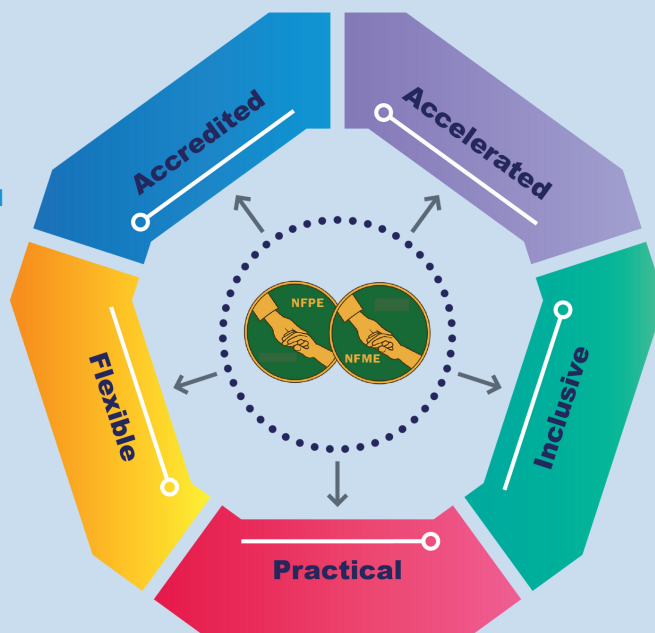 Accredited
Accelerated
NFPE
NFME
Flexible
Inclusive
Practical